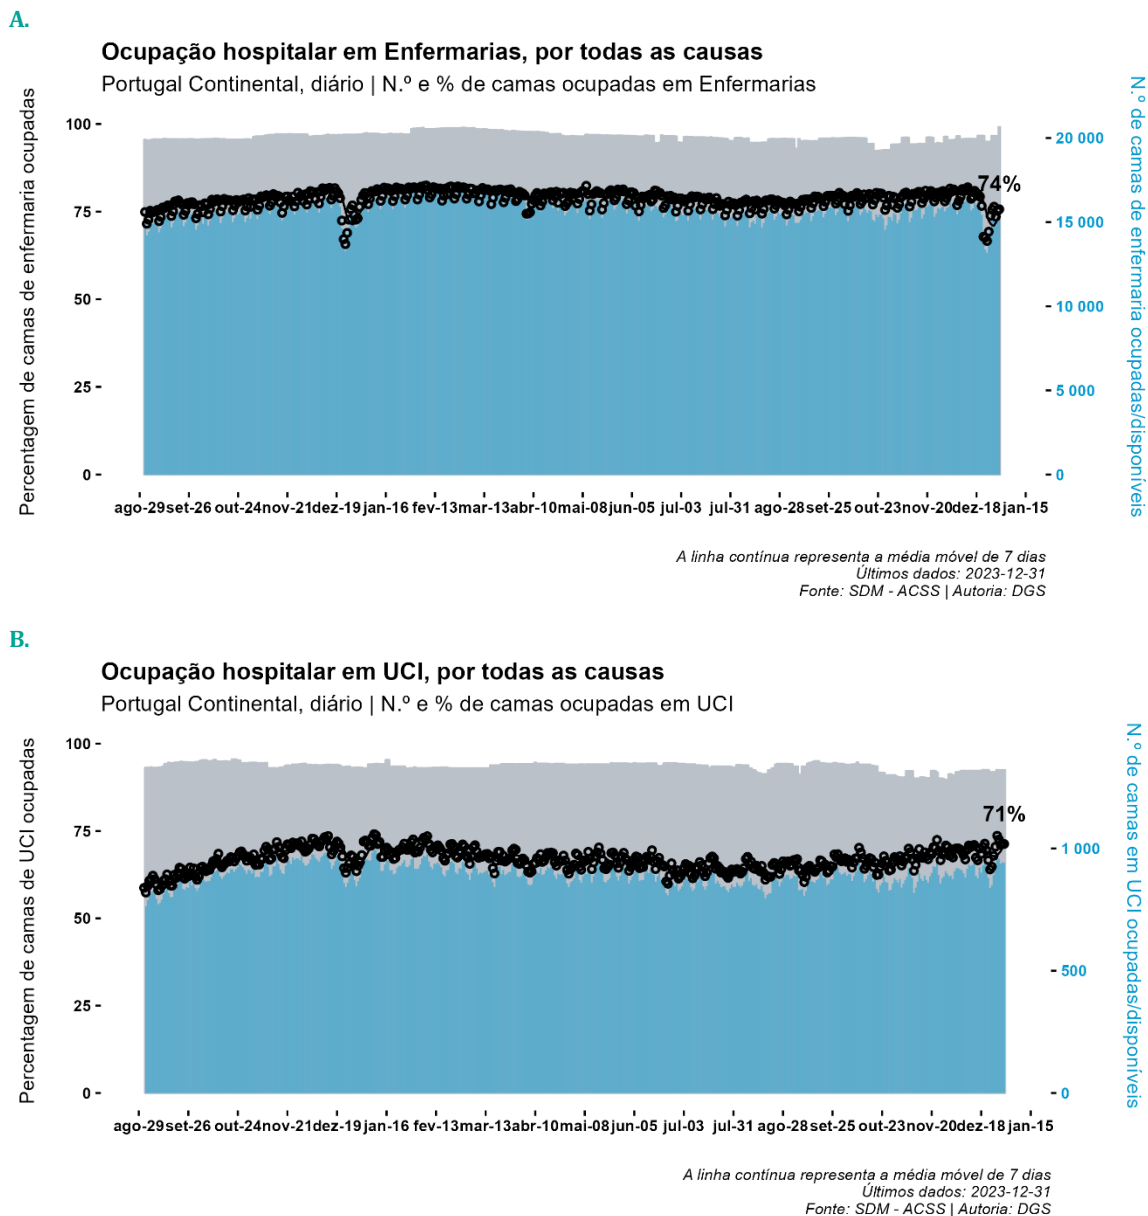 A.
Ocupação hospitalar em Enfermarias, por todas as causas
Portugal Continental, diário | N.º e % de camas ocupadas em Enfermarias
Percentagem de camas de enfermaria ocupadas
100
75
50
25
0
74%
20 000
15 000
10 000
5 000
0
N.º de camas de enfermaria ocupadas/disponíveis
ago-29 set-26 out-24 nov-21 dez-19 jan-16 fev-13 mar-13 abr-10 mai-08 jun-05 jul-03 jul-31 ago-28 set-25 out-23 nov-20 dez-18 jan-15
A linha contínua representa a média móvel de 7 dias
Últimos dados: 2023-12-31
Fonte: SDM - ACSS | Autoria: DGS
B.
Ocupação hospitalar em UCI, por todas as causas
Portugal Continental, diário | N.º e % de camas ocupadas em UCI
Percentagem de camas de UCI ocupadas
100
75
50
25
0
71%
1 000
500
0
N.º de camas em UCI ocupadas/disponíveis
ago-29 set-26 out-24 nov-21 dez-19 jan-16 fev-13 mar-13 abr-10 mai-08 jun-05 jul-03 jul-31 ago-28 set-25 out-23 nov-20 dez-18 jan-15
A linha contínua representa a média móvel de 7 dias
Últimos dados: 2023-12-31
Fonte: SDM - ACSS | Autoria: DGS